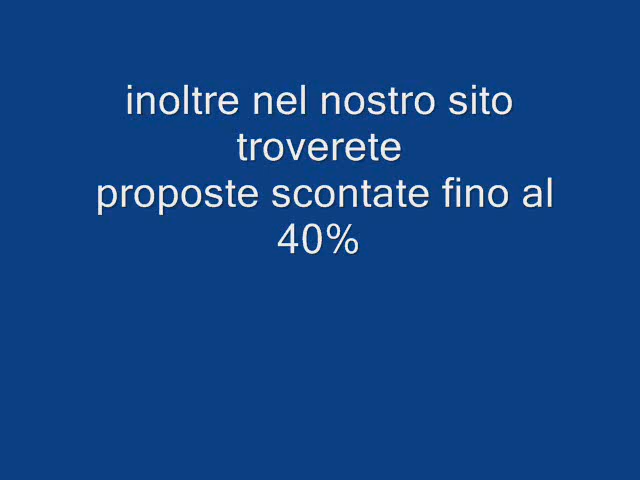 inoltre nel nostro sito
troverete
proposte scontate fino al
40%